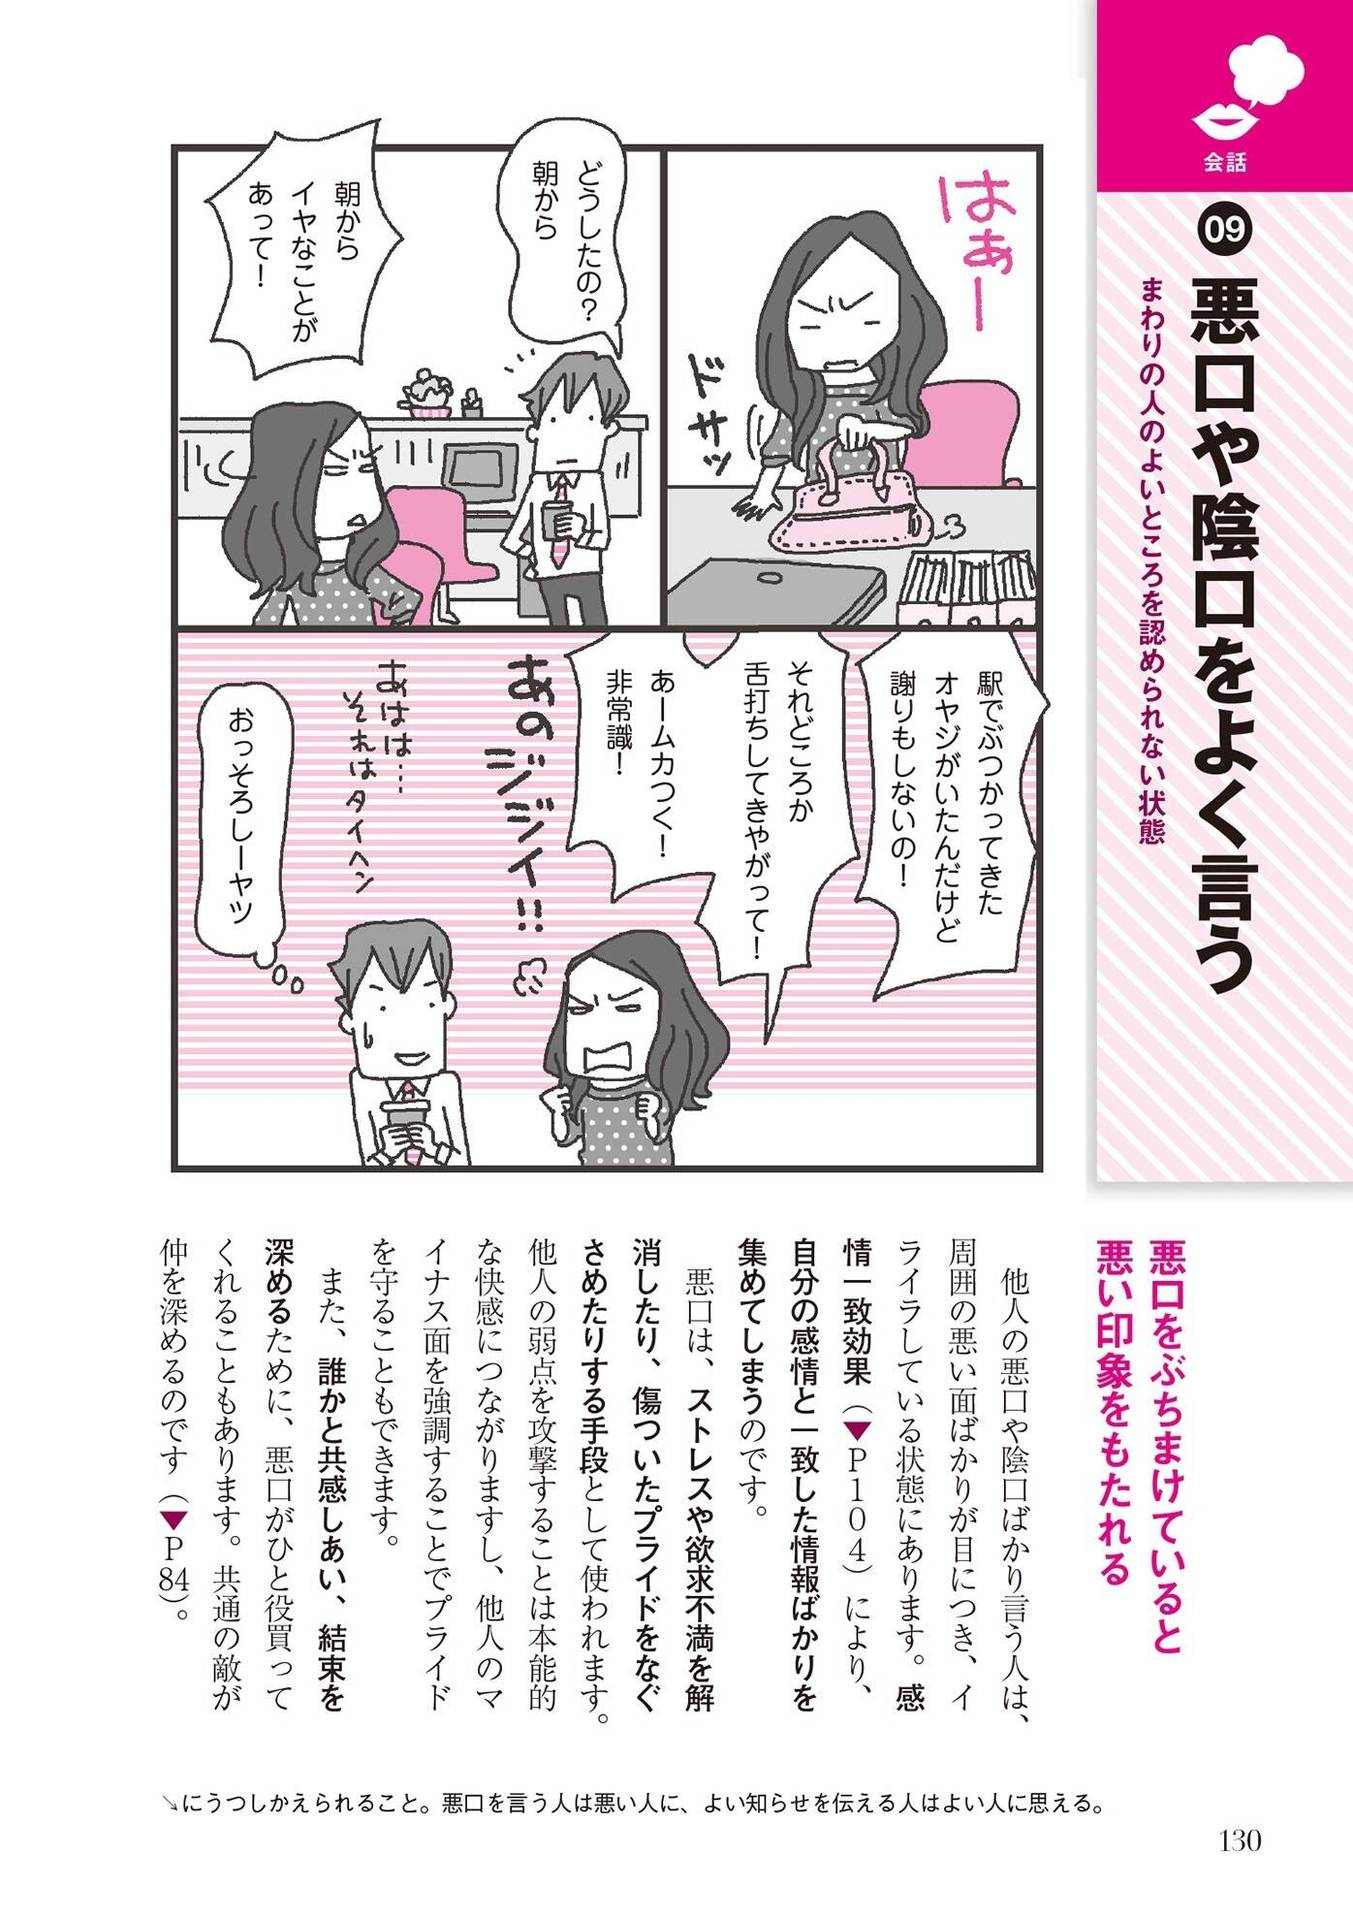 会話
09
悪口や陰口をよく言う
まわりの人のよいところを認められない状態
はぁー
ドサッ
どうしたの?
朝から
朝から
イヤなことが
あって!
駅でぶつかってきた
オヤジがいたんだけど
謝りもしないの!
それどころか
舌打ちしてきやがって!
あームカつく!
非常識!
あの
ジジイ!!
あはは…
それはタイヘン
おっそろしーヤツ
悪口をぶちまけていると
悪い印象をもたれる
他人の悪口や陰口ばかり言う人は、
周囲の悪い面ばかりが目につき、イ
ライラしている状態にあります。感
情一致効果(▼P104)により、
自分の感情と一致した情報ばかりを
集めてしまうのです。
悪口は、ストレスや欲求不満を解
消したり、傷ついたプライドをなぐ
さめたりする手段として使われます。
他人の弱点を攻撃することは本能的
な快感につながりますし、他人のマ
イナス面を強調することでプライド
を守ることもできます。
また、誰かと共感しあい、結束を
深めるために、悪口がひと役買って
くれることもあります。共通の敵が
仲を深めるのです(▼P84)。
↘にうつしかえられること。悪口を言う人は悪い人に、よい知らせを伝える人はよい人に思える。
130